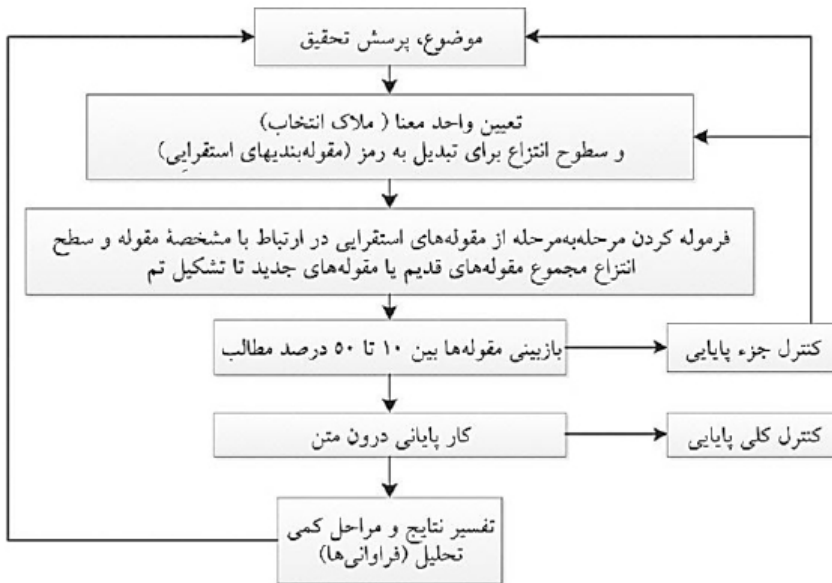 موضوع، پرسش تحقیق
تعیین واحد معنا ( ملاک انتخاب)
و سطوح انتزاع برای تبدیل به رمز (مقوله‌بندیهای استقرایِی)
فرموله کردن مرحله‌به‌مرحله از مقوله‌های استقرایی در ارتباط با مشخصهٔ مقوله و سطح
انتزاع مجموع مقوله‌های قدیم یا مقوله‌های جدید تا تشکیل تم
بازبینی مقوله‌ها بین ۱۰ تا ۵۰ درصد مطالب
کنترل جزء پایایی
کار پایانی درون متن
کنترل کلی پایایی
تفسیر نتایج و مراحل کمی
تحلیل (فراوانی‌ها)